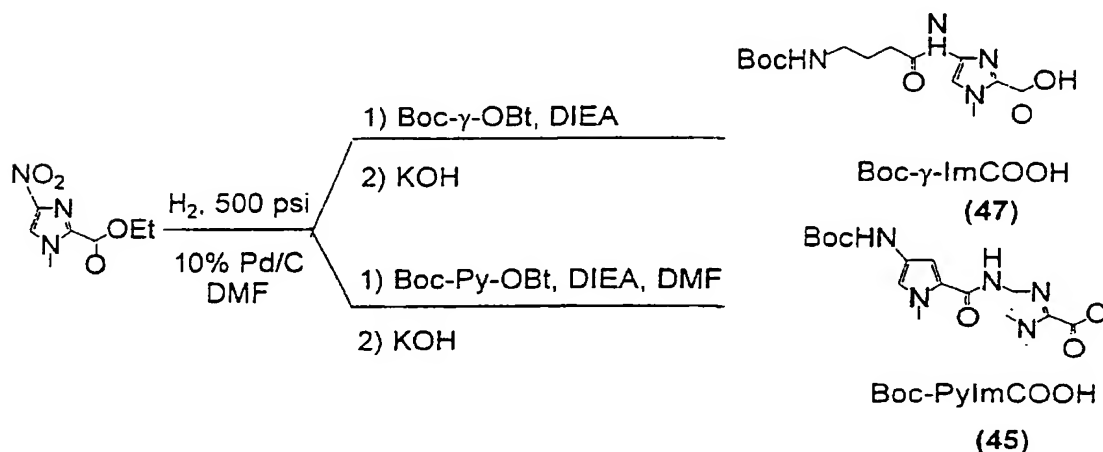 N
H
N
BocHN
O
N
OH
O
1) Boc-γ-OBt, DIEA
2) KOH
Boc-γ-ImCOOH
(47)
NO₂
N
N
OEt
O
H₂. 500 psi
10% Pd/C
DMF
BocHN
H
N
N
N
O
N
O
O
1) Boc-Py-OBt, DIEA, DMF
2) KOH
Boc-PyImCOOH
(45)